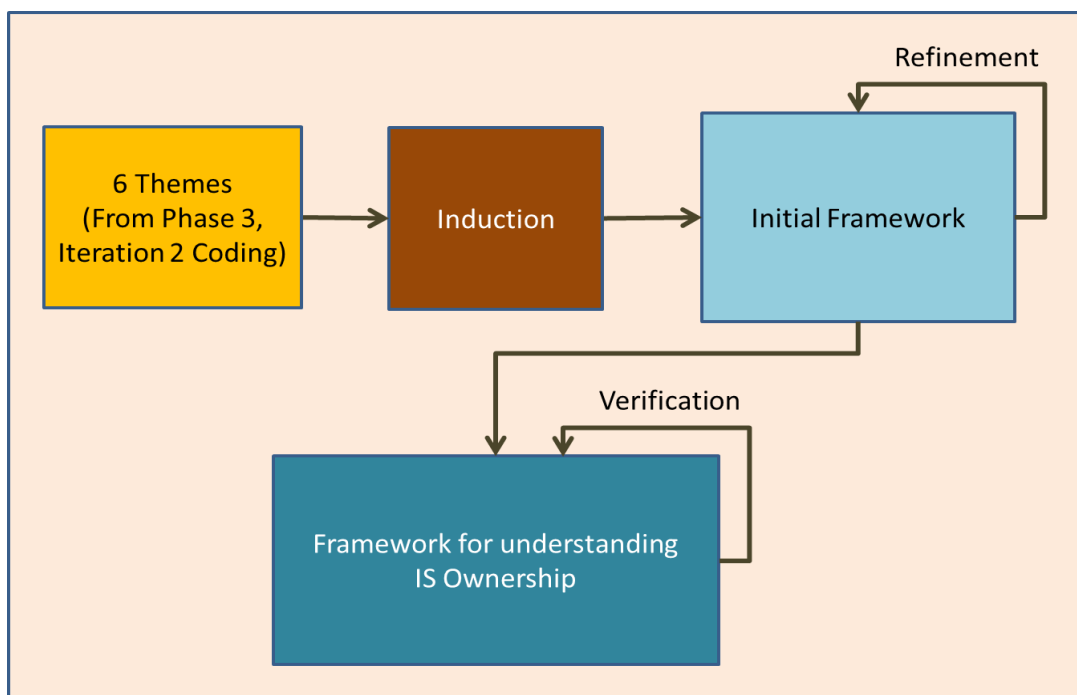 Refinement
6 Themes
(From Phase 3,
Iteration 2 Coding)
Induction
Initial Framework
Verification
Framework for understanding
IS Ownership